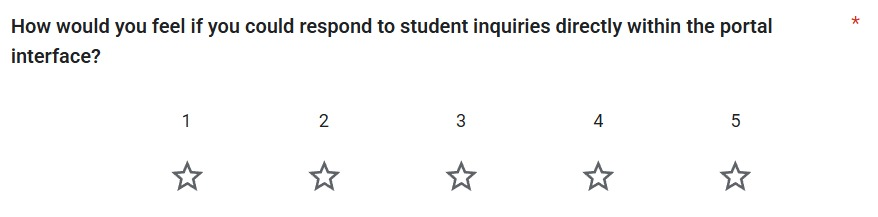 How would you feel if you could respond to student inquiries directly within the portal *
interface?
1 2 3 4 5